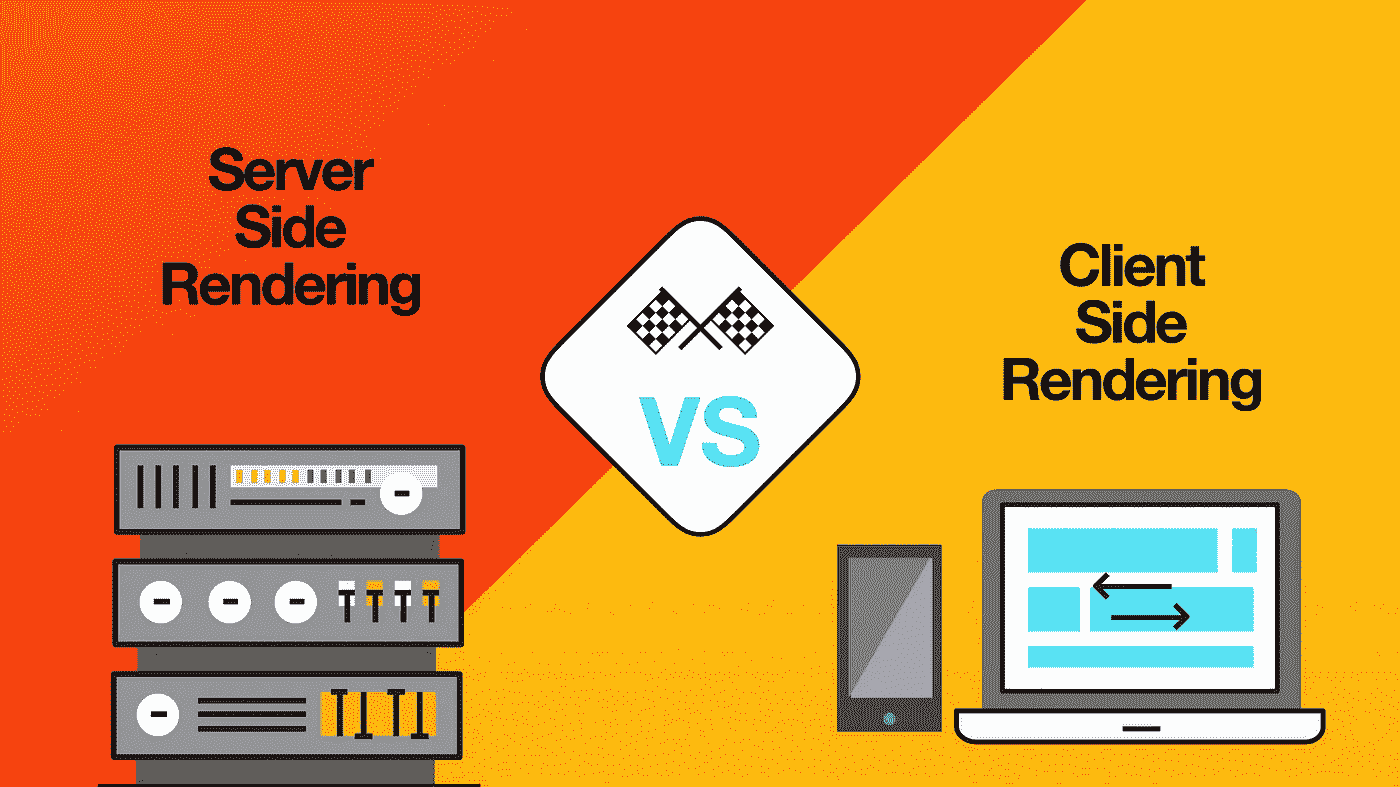 Server
Side
Rendering
VS
Client
Side
Rendering